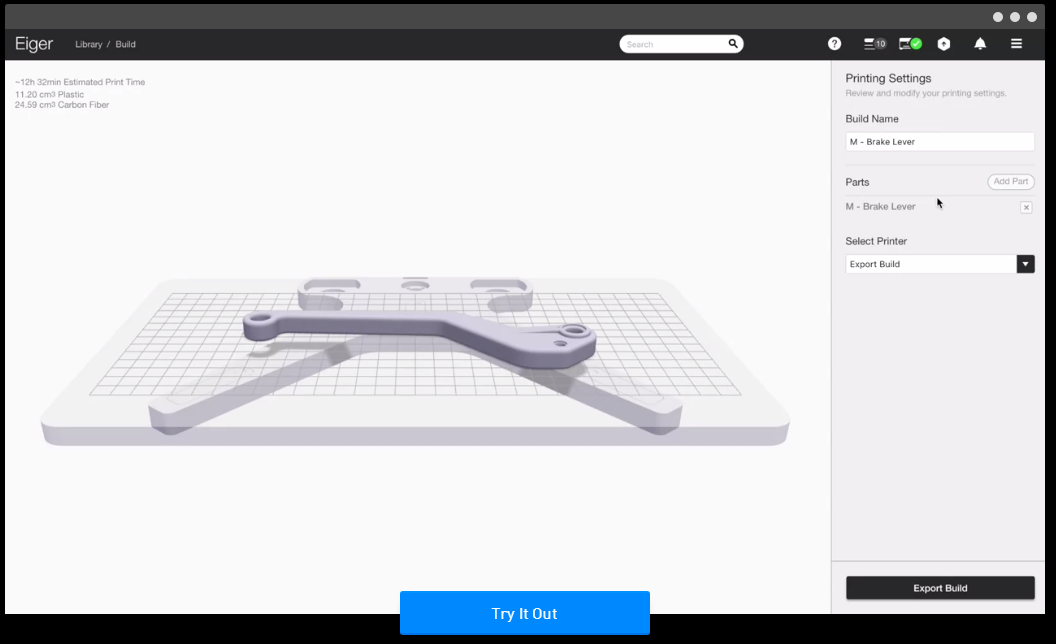 Eiger
Library / Build
Search
10
~12h 32min Estimated Print Time
11.20 cm3 Plastic
24.59 cm3 Carbon Fiber
Printing Settings
Review and modify your printing settings.
Build Name
M - Brake Lever
Parts
Add Part
M - Brake Lever
Select Printer
Export Build
Export Build
Try It Out